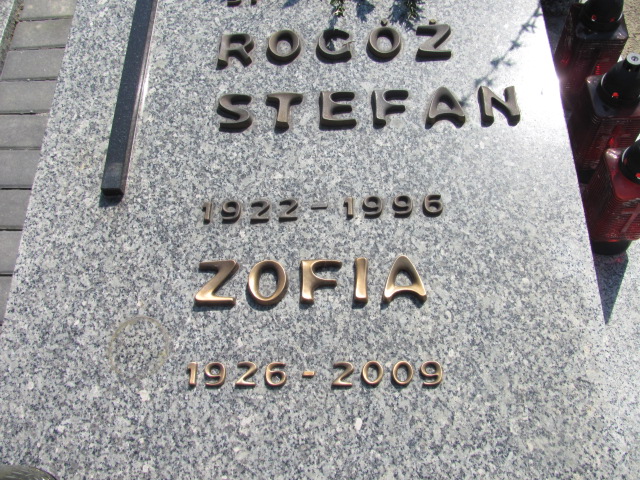 ROGÓŻ
STEFAN
1922-1996
ZOFIA
1926-2009